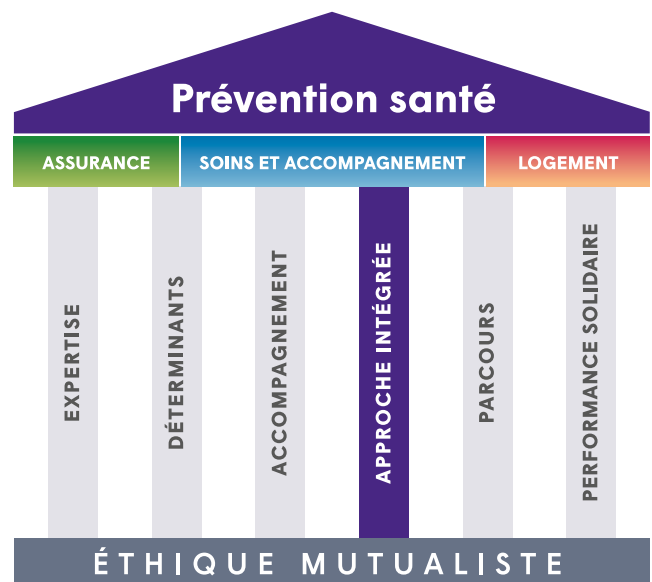 Prévention santé
ASSURANCE
SOINS ET ACCOMPAGNEMENT
LOGEMENT
EXPERTISE
DÉTERMINANTS
ACCOMPAGNEMENT
APPROCHE INTÉGRÉE
PARCOURS
PERFORMANCE SOLIDAIRE
ÉTHIQUE MUTUALISTE